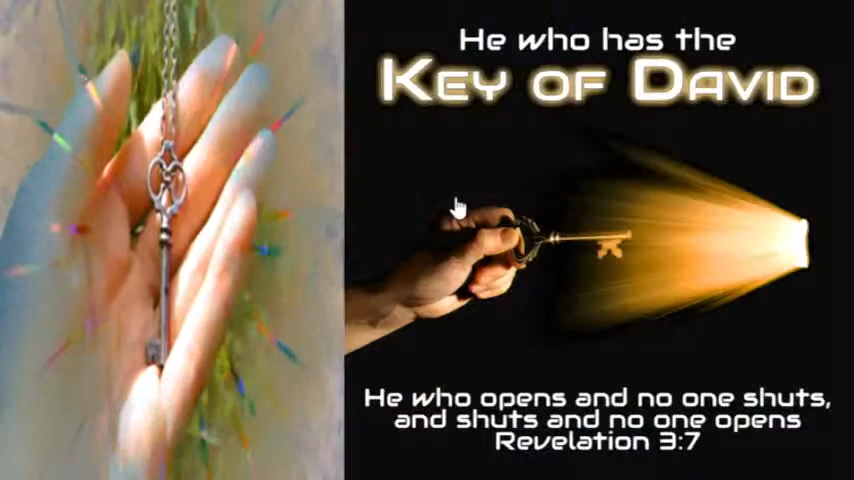 He who has the
Key of David
He who opens and no one shuts,
and shuts and no one opens
Revelation 3:7